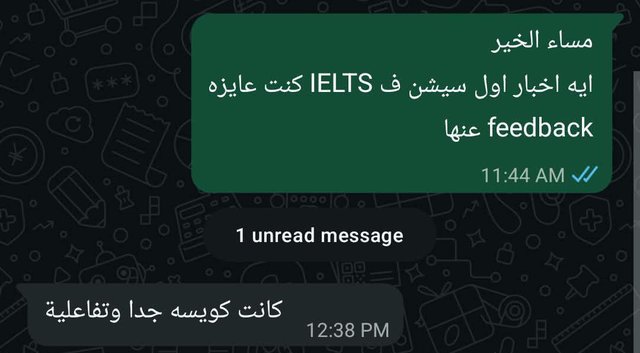 مساء الخير
ايه اخبار اول سيشن ف IELTS كنت عايزه
feedback عنها
11:44 AM
1 unread message
كانت كويسه جدا وتفاعلية
12:38 PM